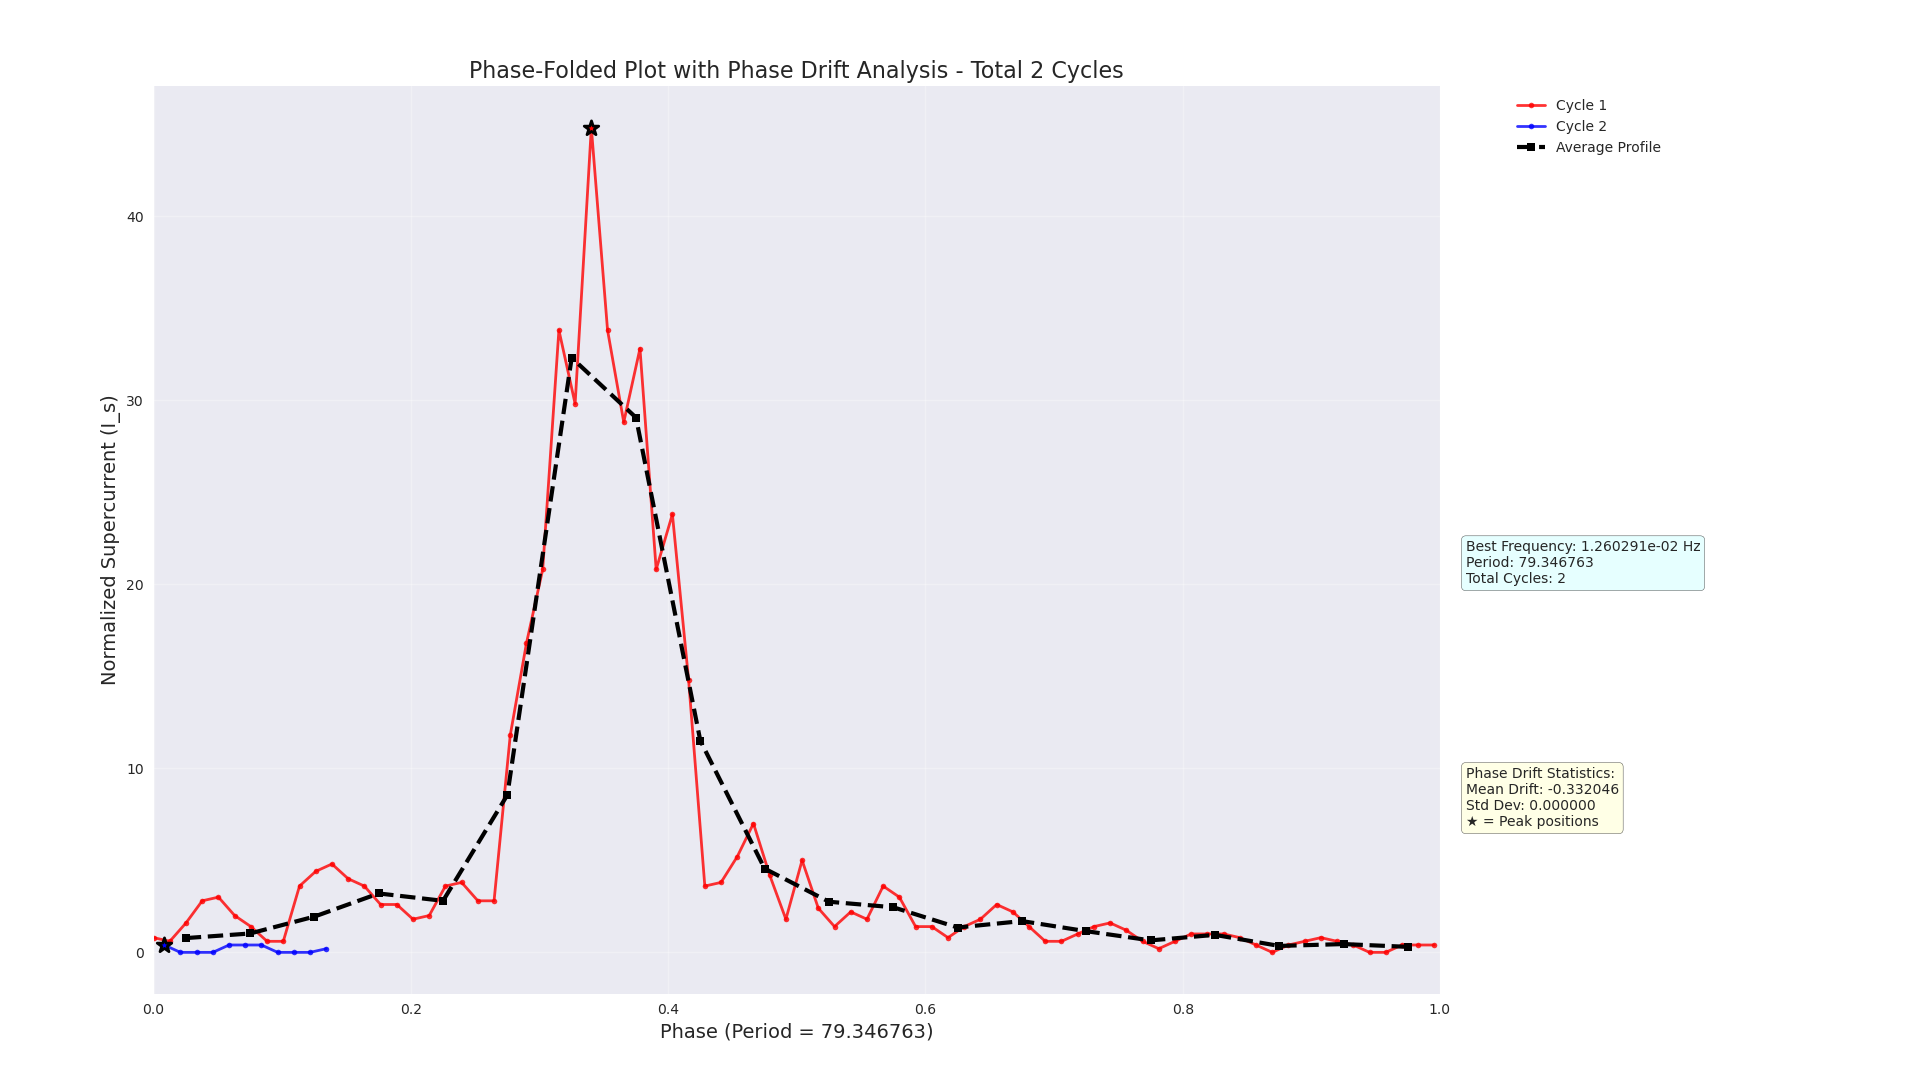 Phase-Folded Plot with Phase Drift Analysis - Total 2 Cycles
Cycle 1
Cycle 2
Average Profile
Normalized Supercurrent (I_s)
40
30
20
10
0
Best Frequency: 1.260291e-02 Hz
Period: 79.346763
Total Cycles: 2
Phase Drift Statistics:
Mean Drift: -0.332046
Std Dev: 0.000000
★ = Peak positions
0.0 0.2 0.4 0.6 0.8 1.0
Phase (Period = 79.346763)